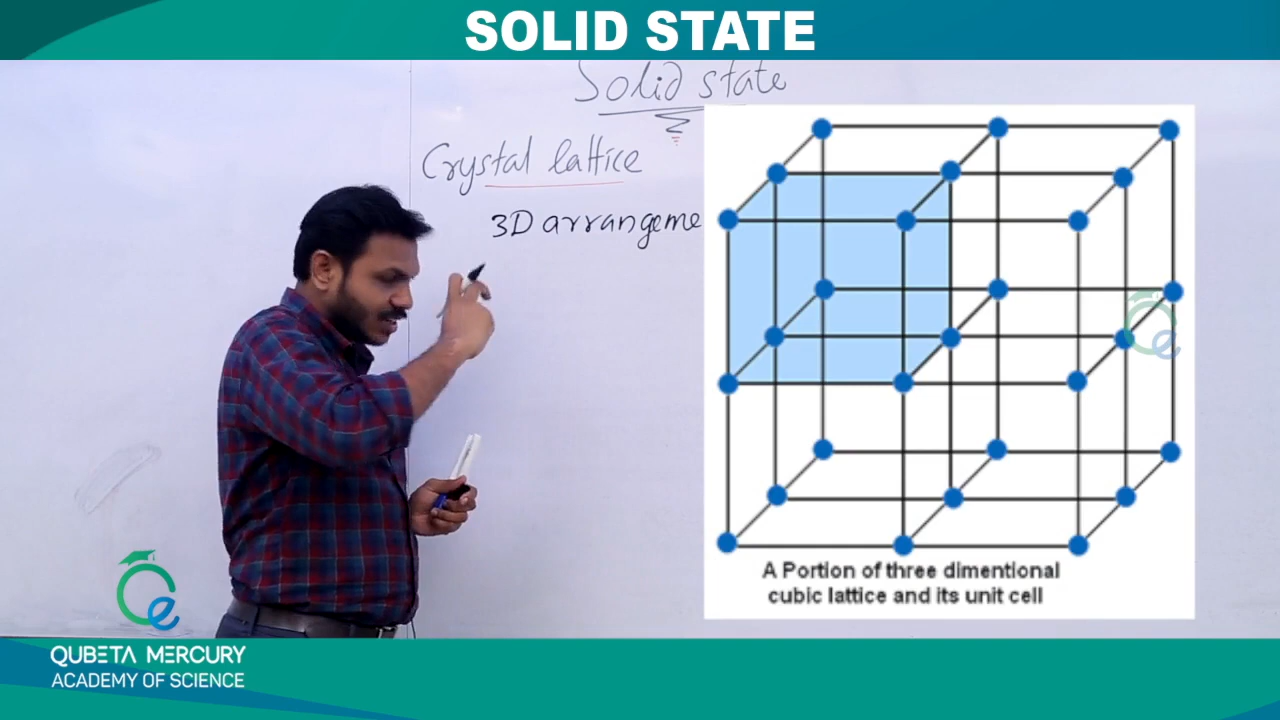 SOLID STATE
Solid state
Crystal lattice
3D arrangeme
A Portion of three dimentional
cubic lattice and its unit cell
e
QUBETA MERCURY
ACADEMY OF SCIENCE